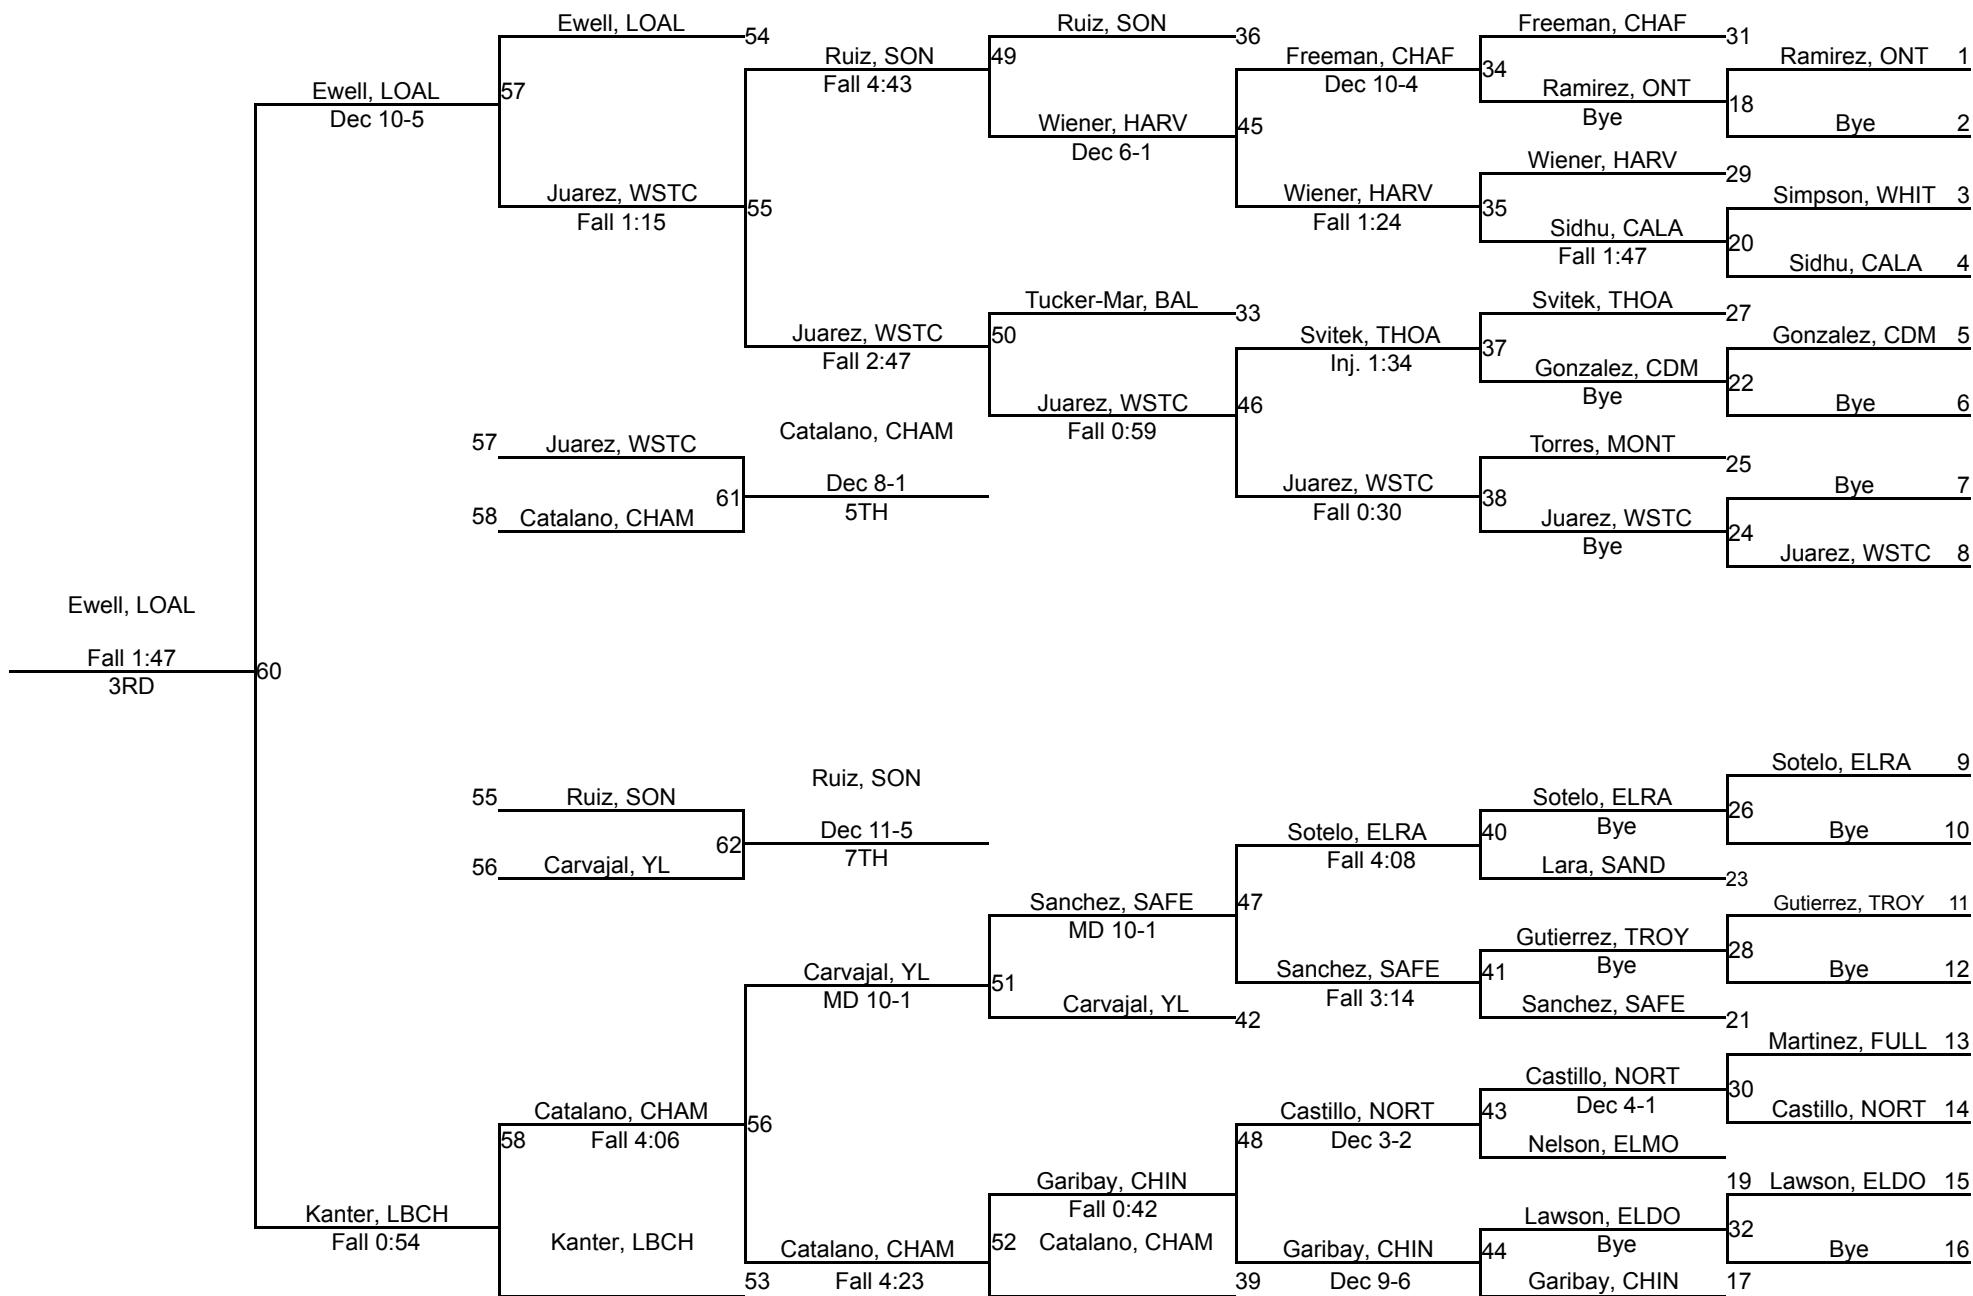 Ewell, LOAL 54
Ruiz, SON 36
Freeman, CHAF 31
Ramirez, ONT 1
Ruiz, SON 49
Fall 4:43
Freeman, CHAF 34
Dec 10-4
Ramirez, ONT 18
Bye
Ewell, LOAL 57
Dec 10-5
Wiener, HARV 45
Dec 6-1
Bye 2
Wiener, HARV 29
Juarez, WSTC 55
Fall 1:15
Wiener, HARV 35
Fall 1:24
Simpson, WHIT 3
Sidhu, CALA 20
Fall 1:47
Sidhu, CALA 4
Tucker-Mar, BAL 33
Svitek, THOA 27
Juarez, WSTC 50
Fall 2:47
Svitek, THOA 37
Inj. 1:34
Gonzalez, CDM 5
Gonzalez, CDM 22
Bye
Juarez, WSTC 46
Fall 0:59
Bye 6
57 Juarez, WSTC
Catalano, CHAM
Torres, MONT 25
61 Dec 8-1
5TH
Juarez, WSTC 38
Fall 0:30
Bye 7
58 Catalano, CHAM
Juarez, WSTC 24
Bye
Juarez, WSTC 8
Ewell, LOAL
Fall 1:47
60
3RD
Sotelo, ELRA 9
55 Ruiz, SON
Ruiz, SON
Sotelo, ELRA 26
Bye
62 Dec 11-5
7TH
Sotelo, ELRA 40
Fall 4:08
Bye 10
56 Carvajal, YL
Lara, SAND 23
Sanchez, SAFE 47
MD 10-1
Gutierrez, TROY 11
Gutierrez, TROY 28
Bye
Carvajal, YL 51
MD 10-1
Sanchez, SAFE 41
Fall 3:14
Bye 12
Carvajal, YL 42
Sanchez, SAFE 21
Martinez, FULL 13
Castillo, NORT 30
Dec 4-1
Catalano, CHAM 56
58 Fall 4:06
Castillo, NORT 43
48 Dec 3-2
Castillo, NORT 14
Nelson, ELMO
Garibay, CHIN
Fall 0:42
19 Lawson, ELDO 15
Kanter, LBCH
Fall 0:54
Lawson, ELDO 32
Bye
Kanter, LBCH
Catalano, CHAM 52
Catalano, CHAM
Garibay, CHIN 44
Bye 16
53 Fall 4:23
39 Dec 9-6
Garibay, CHIN 17